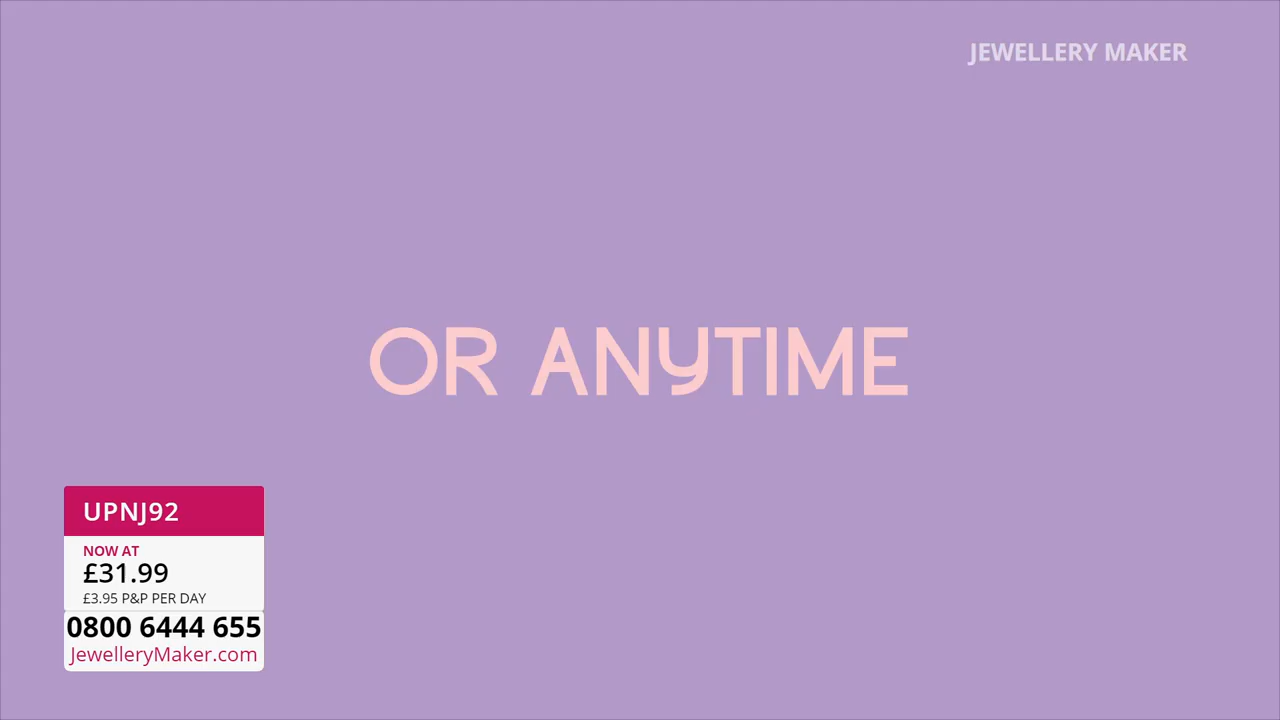 JEWELLERY MAKER
OR ANYTIME
UPNJ92
NOW AT
£31.99
£3.95 P&P PER DAY
0800 6444 655
JewelleryMaker.com